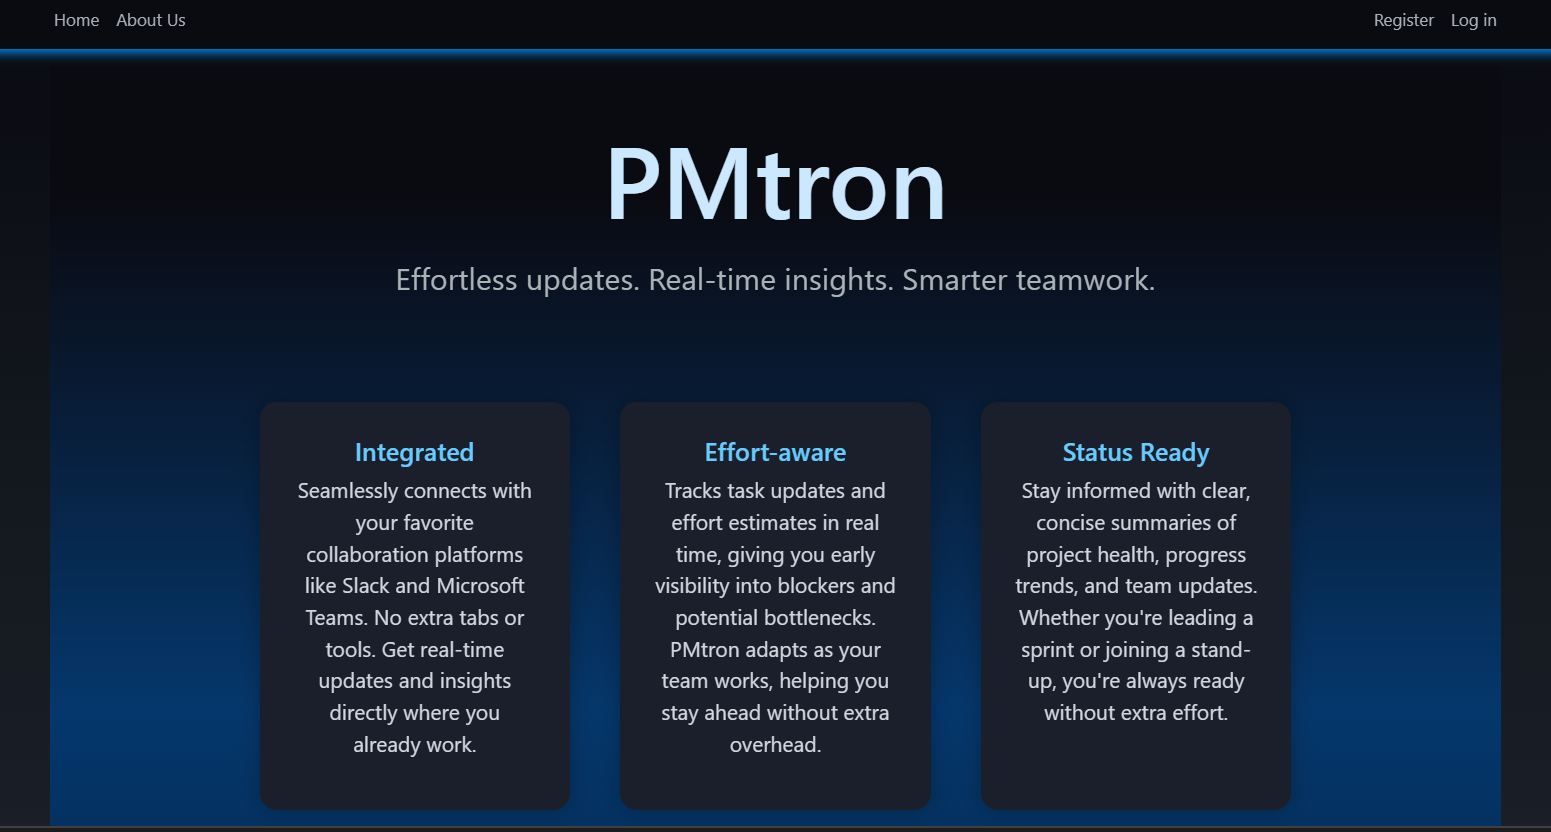 Home About Us Register Log in
PMtron
Effortless updates. Real-time insights. Smarter teamwork.
Integrated
Seamlessly connects with
your favorite
collaboration platforms
like Slack and Microsoft
Teams. No extra tabs or
tools. Get real-time
updates and insights
directly where you
already work.
Effort-aware
Tracks task updates and
effort estimates in real
time, giving you early
visibility into blockers and
potential bottlenecks.
PMtron adapts as your
team works, helping you
stay ahead without extra
overhead.
Status Ready
Stay informed with clear,
concise summaries of
project health, progress
trends, and team updates.
Whether you're leading a
sprint or joining a stand-
up, you're always ready
without extra effort.